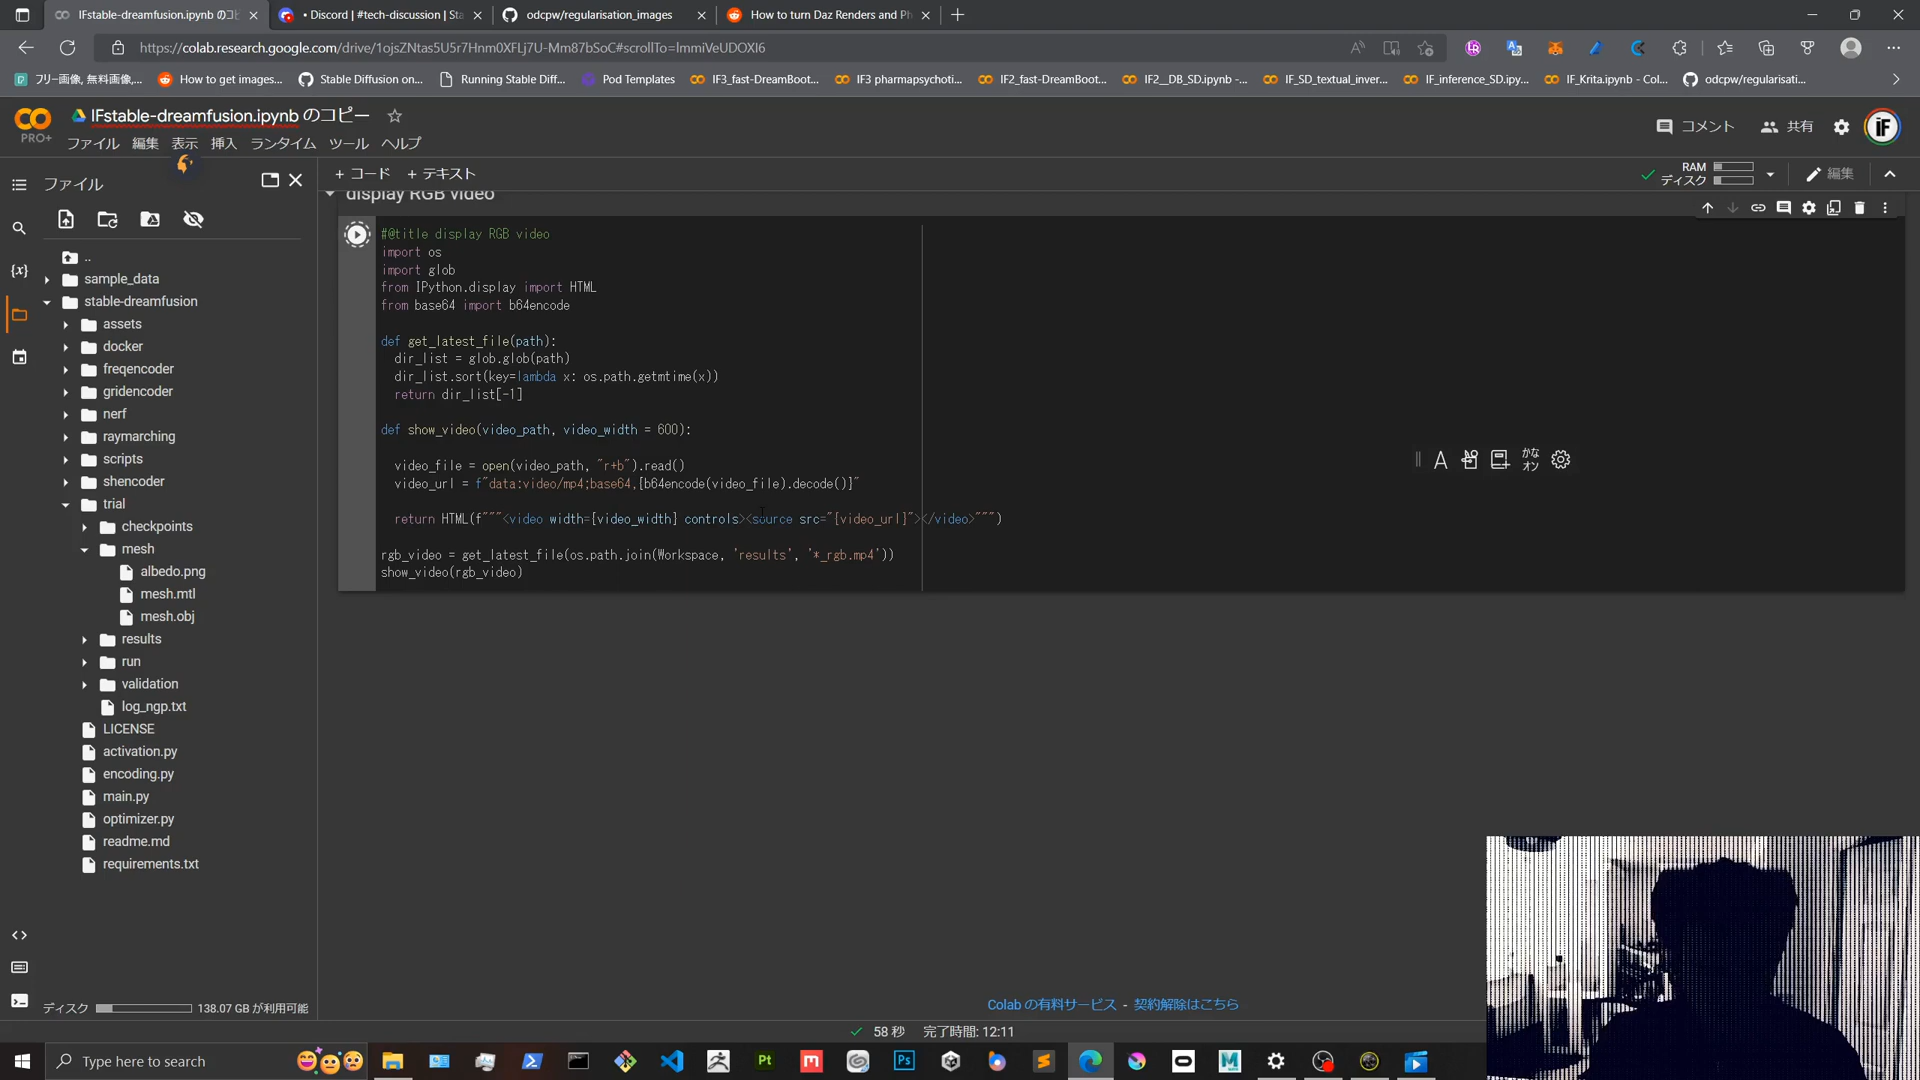 IFstable-dreamfusion.ipynb のコピ
• Discord | #tech-discussion | Sta
odcpw/regularisation_images
How to turn Daz Renders and Ph
https://colab.research.google.com/drive/1ojsZNtas5U5r7Hnm0XFLj7U-Mm87bSoC#scrollTo=lmmiVeUDOXI6
フリー画像, 無料画像,...
How to get images...
Stable Diffusion on...
Running Stable Diff...
Pod Templates
IF3_fast-DreamBoot...
IF3 pharmapsychoti...
IF2_fast-DreamBoot...
IF2__DB_SD.ipynb -...
IF_SD_textual_inver...
IF_inference_SD.ipy...
IF_Krita.ipynb - Col...
odcpw/regularisati...
PRO+
IFstable-dreamfusion.ipynb のコピー
ファイル 編集 表示 挿入 ランタイム ツール ヘルプ
コメント
共有
iF
ファイル
+ コード + テキスト
RAM
ディスク
編集
display RGB video
..
sample_data
stable-dreamfusion
assets
docker
freqencoder
gridencoder
nerf
raymarching
scripts
shencoder
trial
checkpoints
mesh
albedo.png
mesh.mtl
mesh.obj
results
run
validation
log_ngp.txt
LICENSE
activation.py
encoding.py
main.py
optimizer.py
readme.md
requirements.txt
#@title display RGB video
import os
import glob
from IPython.display import HTML
from base64 import b64encode
def get_latest_file(path):
dir_list = glob.glob(path)
dir_list.sort(key=lambda x: os.path.getmtime(x))
return dir_list[-1]
def show_video(video_path, video_width = 600):
video_file = open(video_path, "r+b").read()
video_url = f"data:video/mp4;base64,{b64encode(video_file).decode()}"
return HTML(f"""<video width={video_width} controls><source src="{video_url}"></video>""")
rgb_video = get_latest_file(os.path.join(Workspace, 'results', '*_rgb.mp4'))
show_video(rgb_video)
A
かな
オン
Colab の有料サービス - 契約解除はこちら
ディスク
138.07 GB が利用可能
58 秒 完了時間: 12:11
Type here to search
Pt
Ps